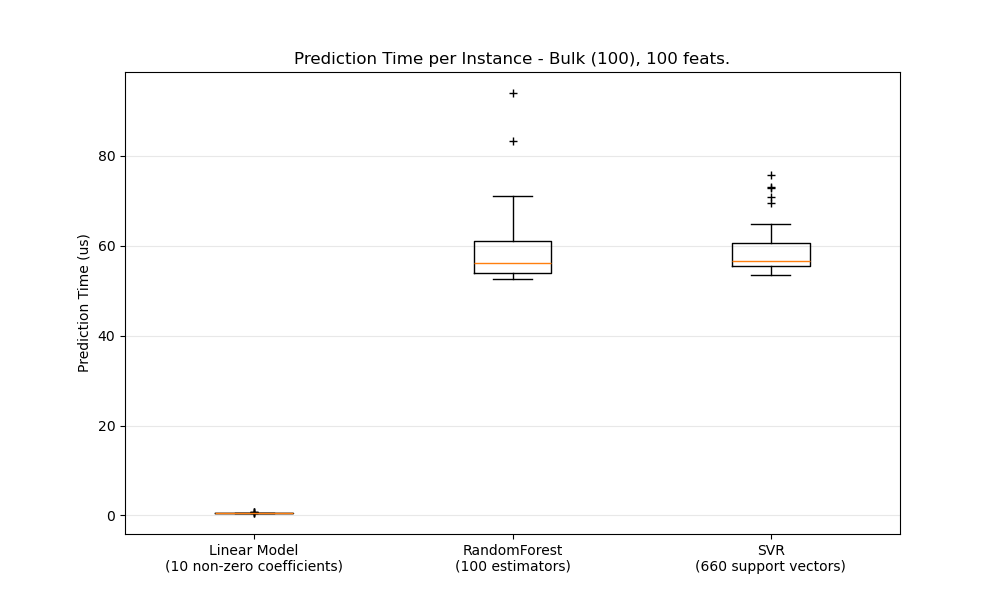 Prediction Time per Instance - Bulk (100), 100 feats.
Prediction Time (us)
80
60
40
20
0
Linear Model
(10 non-zero coefficients)
RandomForest
(100 estimators)
SVR
(660 support vectors)